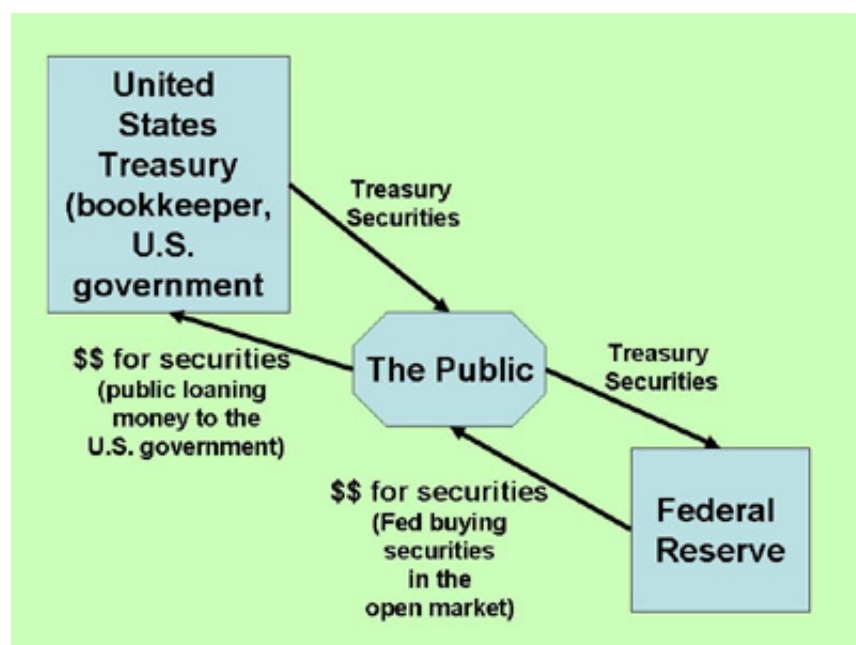 United
States
Treasury
(bookkeeper,
U.S.
government
Treasury
Securities
$$ for securities
(public loaning
money to the
U.S. government)
The Public
Treasury
Securities
$$ for securities
(Fed buying
securities
in the
open market)
Federal
Reserve